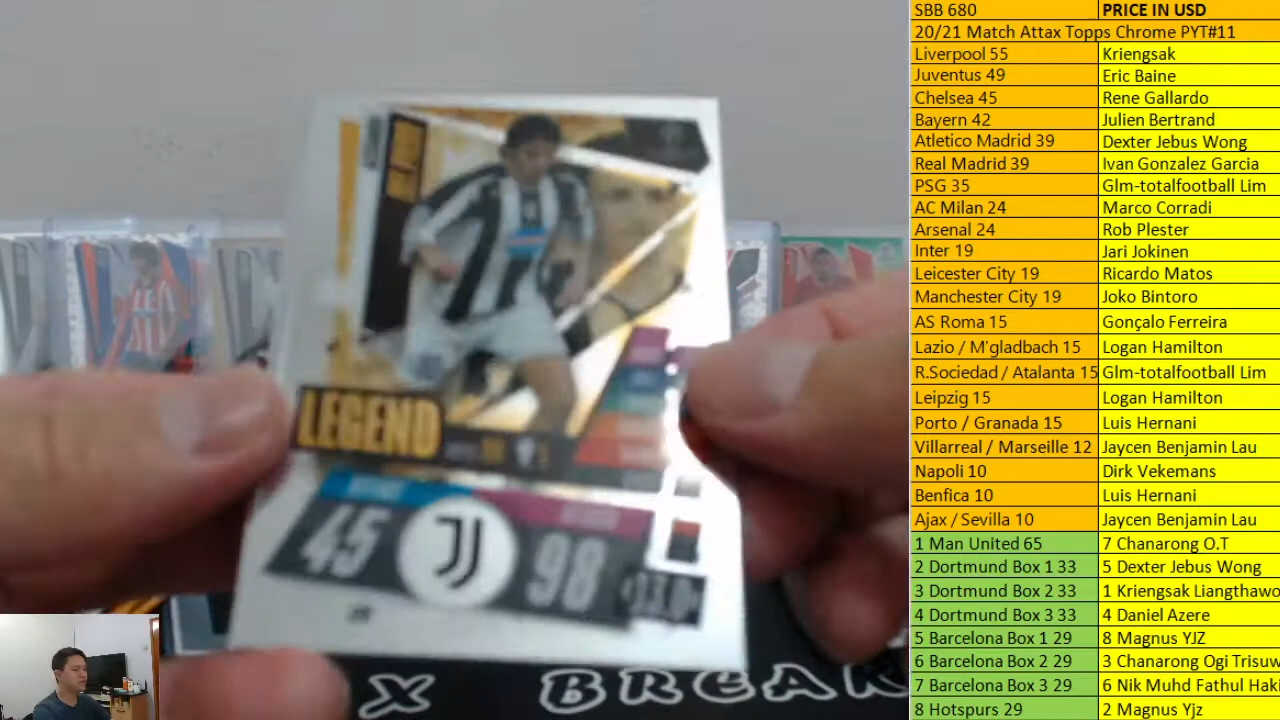 SBB 680 PRICE IN USD
20/21 Match Attax Topps Chrome PYT#11
Liverpool 55 Kriengsak
Juventus 49 Eric Baine
Chelsea 45 Rene Gallardo
Bayern 42 Julien Bertrand
Atletico Madrid 39 Dexter Jebus Wong
Real Madrid 39 Ivan Gonzalez Garcia
PSG 35 Glm-totalfootball Lim
AC Milan 24 Marco Corradi
Arsenal 24 Rob Plester
Inter 19 Jari Jokinen
Leicester City 19 Ricardo Matos
Manchester City 19 Joko Bintoro
AS Roma 15 Gonçalo Ferreira
Lazio / M'gladbach 15 Logan Hamilton
R.Sociedad / Atalanta 15 Glm-totalfootball Lim
Leipzig 15 Logan Hamilton
Porto / Granada 15 Luis Hernani
Villarreal / Marseille 12 Jaycen Benjamin Lau
Napoli 10 Dirk Vekemans
Benfica 10 Luis Hernani
Ajax / Sevilla 10 Jaycen Benjamin Lau
1 Man United 65 7 Chanarong O.T
2 Dortmund Box 1 33 5 Dexter Jebus Wong
3 Dortmund Box 2 33 1 Kriengsak Liangthawo
4 Dortmund Box 3 33 4 Daniel Azere
5 Barcelona Box 1 29 8 Magnus YJZ
6 Barcelona Box 2 29 3 Chanarong Ogi Trisuw
7 Barcelona Box 3 29 6 Nik Muhd Fathul Haki
8 Hotspurs 29 2 Magnus Yjz
LEGEND
45 98
X BREAK